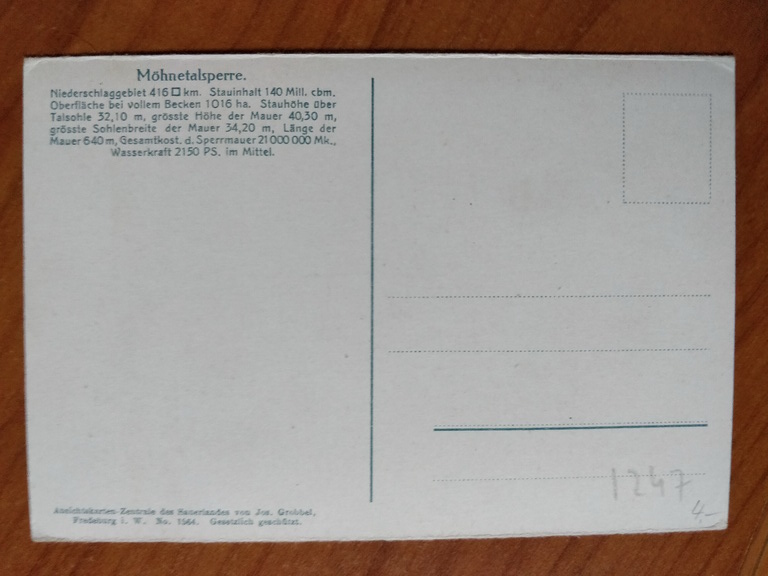 Möhnetalsperre.
Niederschlaggebiet 416 □ km. Stauinhalt 140 Mill. cbm.
Oberfläche bei vollem Becken 1016 ha. Stauhöhe über
Talsohle 32,10 m, grösste Höhe der Mauer 40,30 m,
grösste Sohlenbreite der Mauer 34,20 m, Länge der
Mauer 640 m, Gesamtkost. d. Sperrmauer 21 000 000 Mk.,
Wasserkraft 2150 PS. im Mittel.
Ansichtskarten-Zentrale des Sauerlandes von Jos. Grobbel,
Fredeburg i. W. No. 1564. Gesetzlich geschützt.
1247
4,-